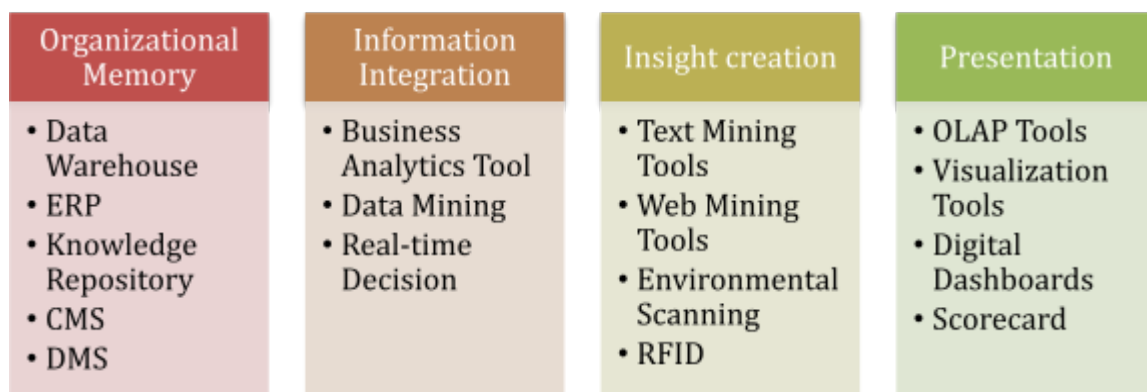 Organizational
Memory
• Data
Warehouse
• ERP
• Knowledge
Repository
• CMS
• DMS
Information
Integration
• Business
Analytics Tool
• Data Mining
• Real-time
Decision
Insight creation
• Text Mining
Tools
• Web Mining
Tools
• Environmental
Scanning
• RFID
Presentation
• OLAP Tools
• Visualization
Tools
• Digital
Dashboards
• Scorecard